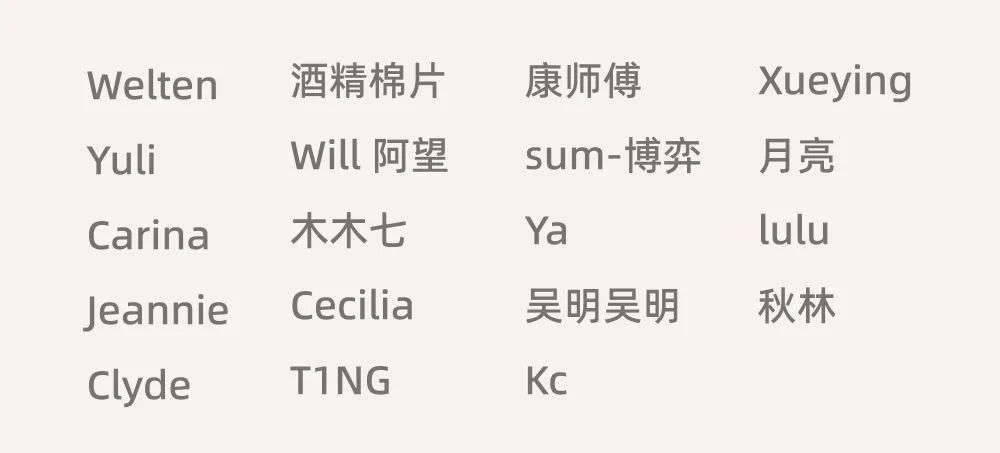 Welten 酒精棉片 康师傅 Xueying
Yuli Will 阿望 sum-博弈 月亮
Carina 木木七 Ya lulu
Jeannie Cecilia 吴明吴明 秋林
Clyde T1NG Kc